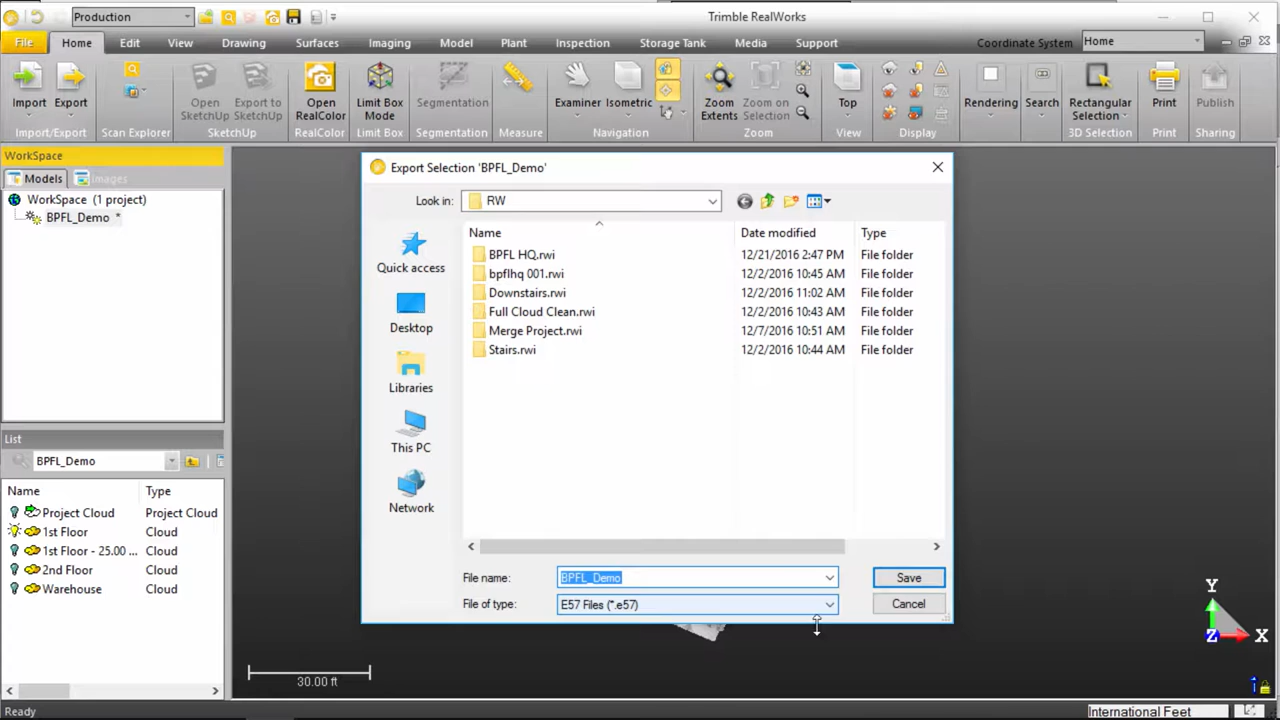 Production
Trimble RealWorks
File Home Edit View Drawing Surfaces Imaging Model Plant Inspection Storage Tank Media Support Coordinate System Home
Import Export Open SketchUp Export to SketchUp Open RealColor Limit Box Mode Segmentation Examiner Isometric Zoom Extents Zoom on Selection Top Rendering Search Rectangular Selection Print Publish
Import/Export Scan Explorer SketchUp RealColor Limit Box Segmentation Measure Navigation Zoom View Display 3D Selection Print Sharing
WorkSpace
Models Images
WorkSpace (1 project)
BPFL_Demo *
Export Selection 'BPFL_Demo'
Look in: RW
Quick access
Desktop
Libraries
This PC
Network
Name Date modified Type
BPFL HQ.rwi 12/21/2016 2:47 PM File folder
bpflhq 001.rwi 12/2/2016 10:45 AM File folder
Downstairs.rwi 12/2/2016 11:02 AM File folder
Full Cloud Clean.rwi 12/2/2016 10:43 AM File folder
Merge Project.rwi 12/7/2016 10:51 AM File folder
Stairs.rwi 12/2/2016 10:44 AM File folder
File name: BPFL_Demo Save
File of type: E57 Files (*.e57) Cancel
List
BPFL_Demo
Name Type
Project Cloud Project Cloud
1st Floor Cloud
1st Floor - 25.00 ... Cloud
2nd Floor Cloud
Warehouse Cloud
30.00 ft
Y
Z X
Ready
International Feet